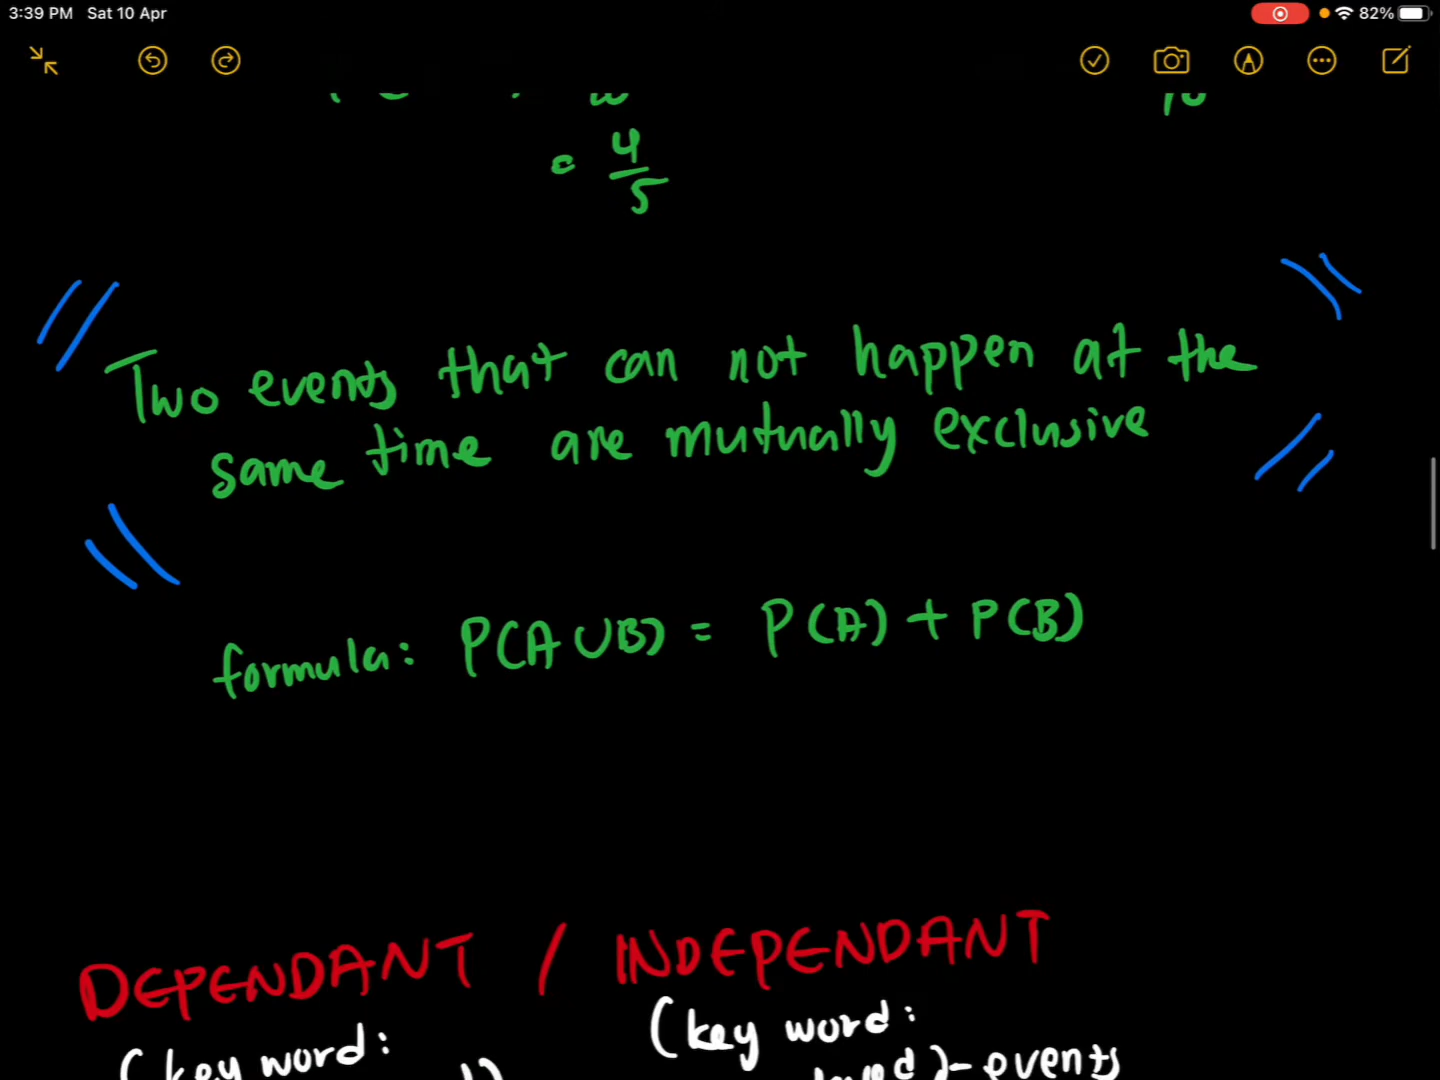 3:39 PM Sat 10 Apr 82%
= 4/5
Two events that can not happen at the
same time are mutually exclusive
formula: P(A∪B) = P(A) + P(B)
DEPENDANT / INDEPENDANT
(key word:
(key word:
)-events